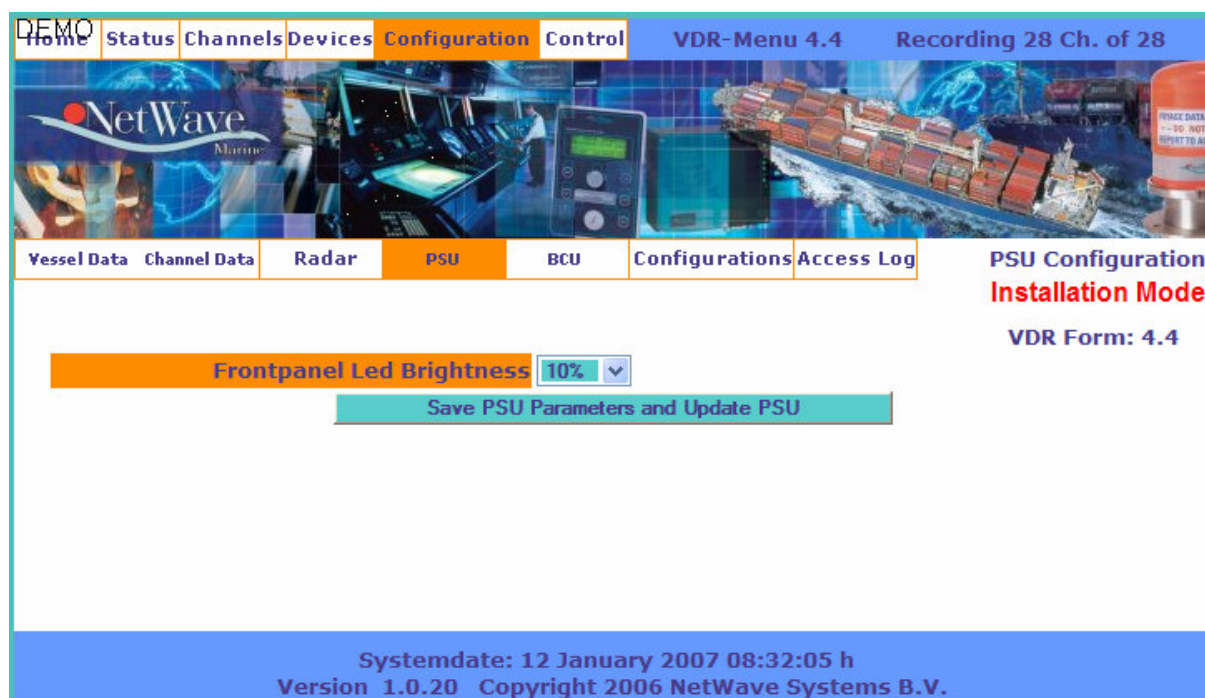 DEMO
Home Status Channels Devices Configuration Control VDR-Menu 4.4 Recording 28 Ch. of 28
NetWave
Marine
Vessel Data Channel Data Radar PSU BCU Configurations Access Log PSU Configuration
Installation Mode
VDR Form: 4.4
Frontpanel Led Brightness 10%
Save PSU Parameters and Update PSU
Systemdate: 12 January 2007 08:32:05 h
Version 1.0.20 Copyright 2006 NetWave Systems B.V.